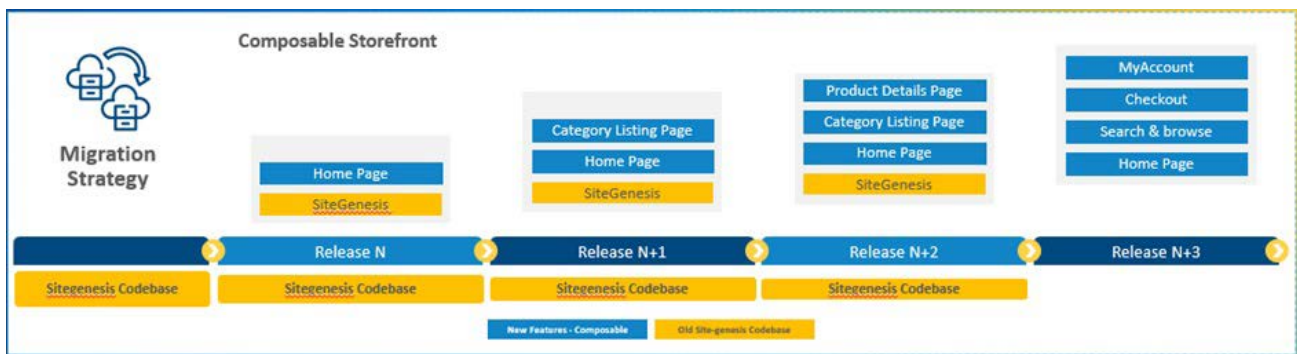 Composable Storefront
Migration
Strategy
Home Page
SiteGenesis
Category Listing Page
Home Page
SiteGenesis
Product Details Page
Category Listing Page
Home Page
SiteGenesis
MyAccount
Checkout
Search & browse
Home Page
Release N
Release N+1
Release N+2
Release N+3
Sitegenesis Codebase
Sitegenesis Codebase
Sitegenesis Codebase
Sitegenesis Codebase
New Features - Composable
Old Site-genesis Codebase